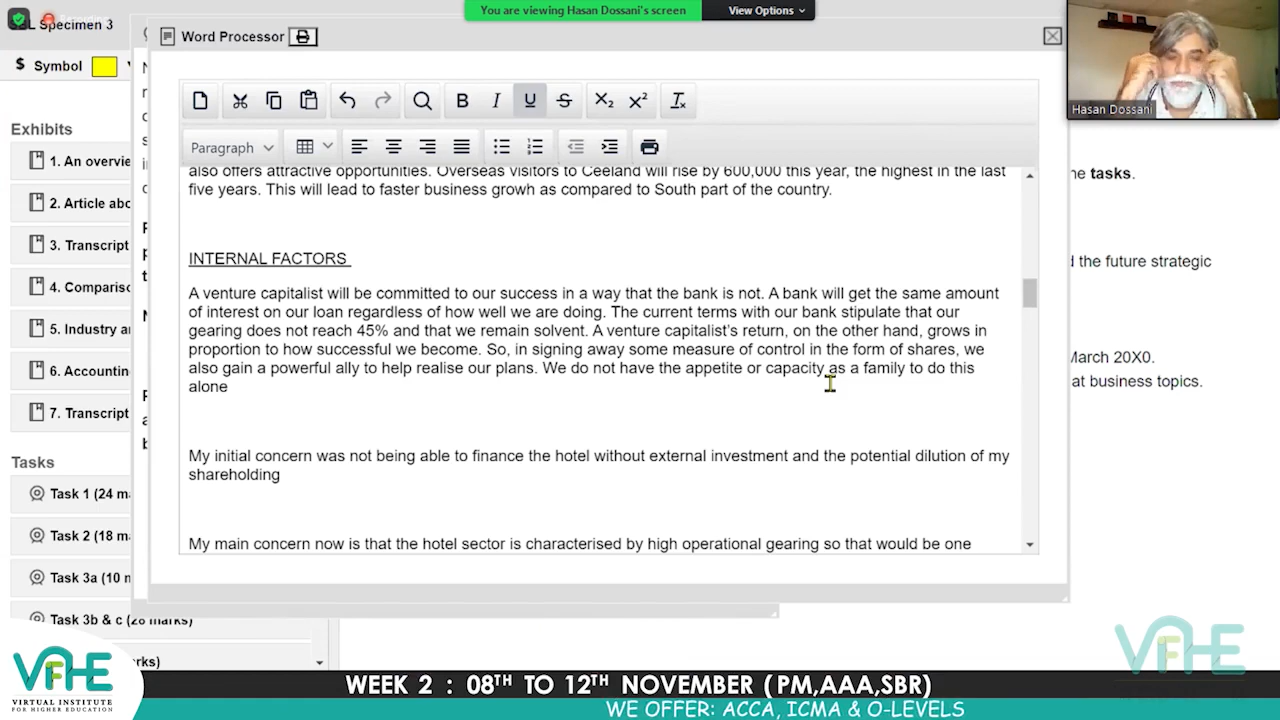 SBL Specimen 3
You are viewing Hasan Dossani's screen
View Options
$ Symbol
Word Processor
Hasan Dossani
Exhibits
1. An overvie
2. Article abo
3. Transcript
4. Comparis
5. Industry ar
6. Accounting
7. Transcript
Tasks
Task 1 (24 ma
Task 2 (18 ma
Task 3a (10 m
Task 3b & c (28 marks)
rks)
Paragraph
also offers attractive opportunities. Overseas visitors to Ceeland will rise by 600,000 this year, the highest in the last
five years. This will lead to faster business growh as compared to South part of the country.
INTERNAL FACTORS
A venture capitalist will be committed to our success in a way that the bank is not. A bank will get the same amount
of interest on our loan regardless of how well we are doing. The current terms with our bank stipulate that our
gearing does not reach 45% and that we remain solvent. A venture capitalist's return, on the other hand, grows in
proportion to how successful we become. So, in signing away some measure of control in the form of shares, we
also gain a powerful ally to help realise our plans. We do not have the appetite or capacity as a family to do this
alone
My initial concern was not being able to finance the hotel without external investment and the potential dilution of my
shareholding
My main concern now is that the hotel sector is characterised by high operational gearing so that would be one
he tasks.
d the future strategic
March 20X0.
at business topics.
VIFHE
VIRTUAL INSTITUTE
FOR HIGHER EDUCATION
VIFHE
WEEK 2 : 08TH TO 12TH NOVEMBER (PM,AAA,SBR)
WE OFFER: ACCA, ICMA & O-LEVELS